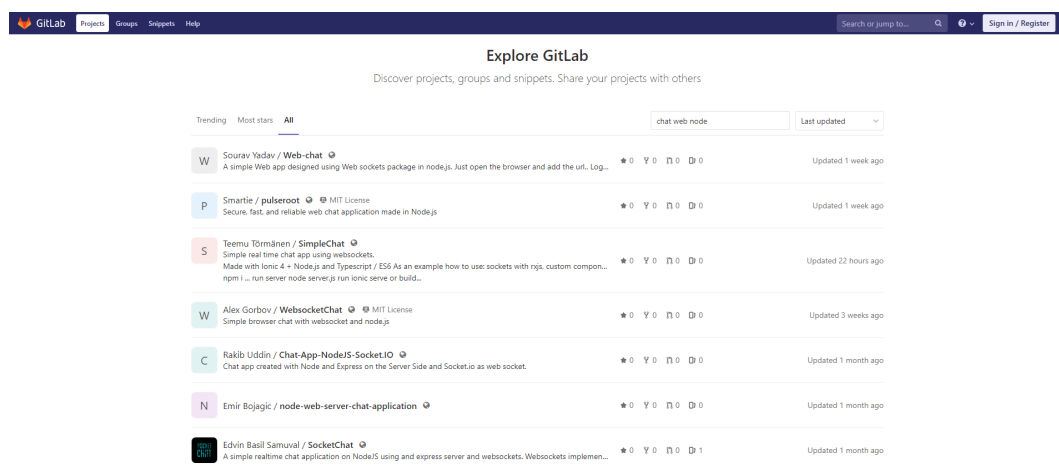 GitLab Projects Groups Snippets Help Search or jump to... Sign in / Register
Explore GitLab
Discover projects, groups and snippets. Share your projects with others
Trending Most stars All chat web node Last updated
W Sourav Yadav / Web-chat 0 0 0 0 Updated 1 week ago
A simple Web app designed using Web sockets package in node.js. Just open the browser and add the url.. Log...
P Smartie / pulseroot MIT License 0 0 0 0 Updated 1 week ago
Secure, fast, and reliable web chat application made in Node.js
S Teemu Törmänen / SimpleChat 0 0 0 0 Updated 22 hours ago
Simple real time chat app using websockets.
Made with Ionic 4 + Node.js and Typescript / ES6 As an example how to use: sockets with rxjs, custom compon...
npm i ... run server node server.js run ionic serve or build...
W Alex Gorbov / WebsocketChat MIT License 0 0 0 0 Updated 3 weeks ago
Simple browser chat with websocket and node.js
C Rakib Uddin / Chat-App-NodeJS-Socket.IO 0 0 0 0 Updated 1 month ago
Chat app created with Node and Express on the Server Side and Socket.io as web socket.
N Emir Bojagic / node-web-server-chat-application 0 0 0 0 Updated 1 month ago
Edvin Basil Samuval / SocketChat 0 0 0 1 Updated 1 month ago
A simple realtime chat application on NodeJS using and express server and websockets. Websockets implemen...